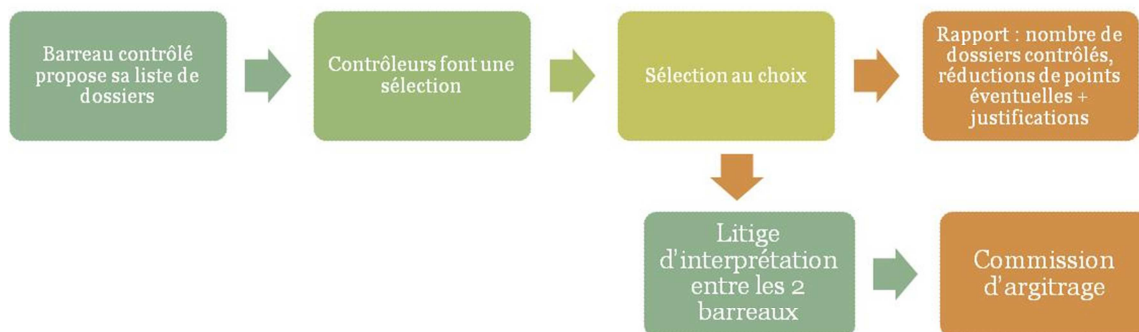 Barreau contrôlé
propose sa liste de
dossiers
Contrôleurs font une
sélection
Sélection au choix
Rapport : nombre de
dossiers contrôlés,
réductions de points
éventuelles +
justifications
Litige
d'interprétation
entre les 2
barreaux
Commission
d'argitrage